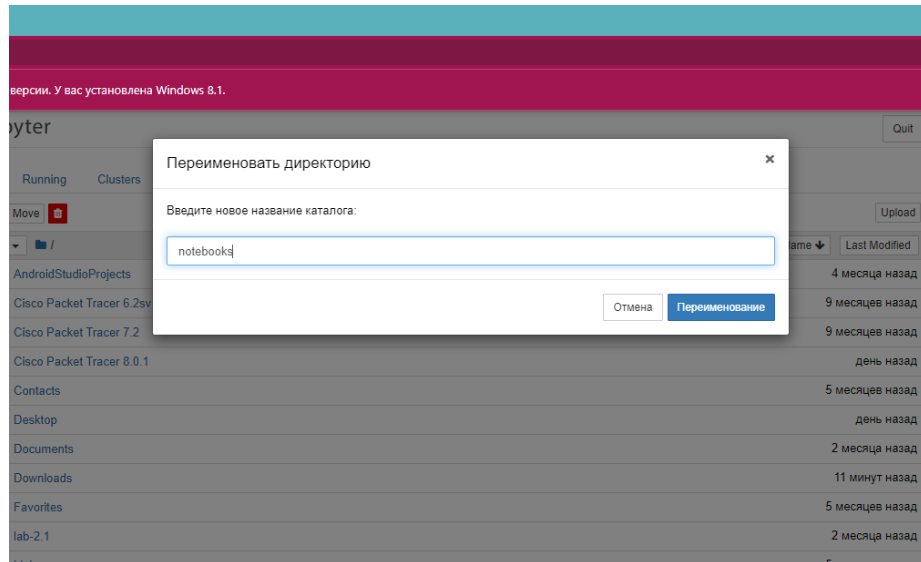 версии. У вас установлена Windows 8.1.
pyter
Quit
Переименовать директорию
×
Running Clusters
Введите новое название каталога:
Move
Upload
notebooks
/
ame Last Modified
AndroidStudioProjects 4 месяца назад
Cisco Packet Tracer 6.2sv 9 месяцев назад
Отмена Переименование
Cisco Packet Tracer 7.2 9 месяцев назад
Cisco Packet Tracer 8.0.1 день назад
Contacts 5 месяцев назад
Desktop день назад
Documents 2 месяца назад
Downloads 11 минут назад
Favorites 5 месяцев назад
lab-2.1 2 месяца назад